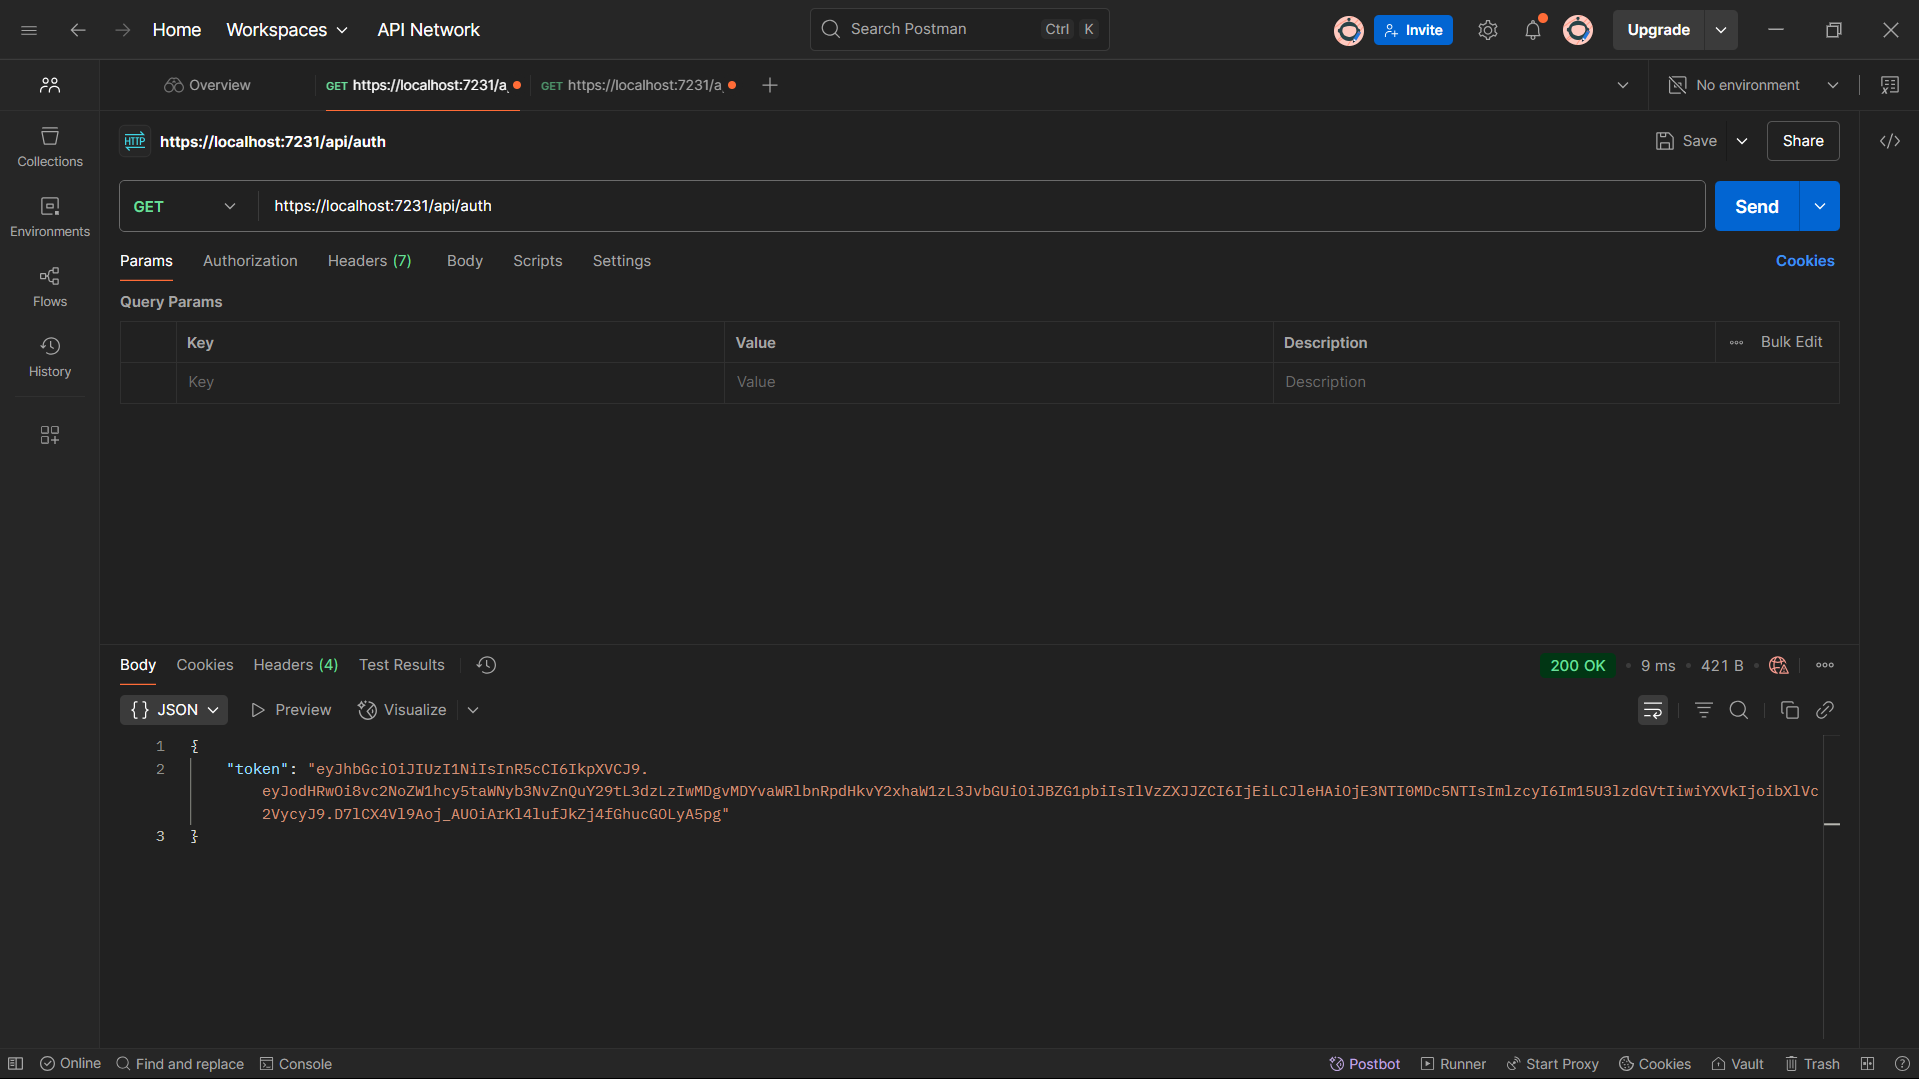 Home
Workspaces
API Network
Search Postman
Ctrl
K
Invite
Upgrade
Overview
GET https://localhost:7231/a
GET https://localhost:7231/a
No environment
Collections
Environments
Flows
History
HTTP
https://localhost:7231/api/auth
Save
Share
GET
https://localhost:7231/api/auth
Send
Params
Authorization
Headers (7)
Body
Scripts
Settings
Cookies
Query Params
Key
Value
Description
Bulk Edit
Key
Value
Description
Body
Cookies
Headers (4)
Test Results
200 OK
9 ms
421 B
{} JSON
Preview
Visualize
1 {
2 "token": "eyJhbGciOiJIUzI1NiIsInR5cCI6IkpXVCJ9.
eyJodHRwOi8vc2NoZW1hcy5taWNyb3NvZnQuY29tL3dzLzIwMDgvMDYvaWRlbnRpdHkvY2xhaW1zL3JvbGUiOiJBZG1pbiIsIlVzZXJJZCI6IjEiLCJleHAiOjE3NTI0MDc5NTIsImlzcyI6Im15U3lzdGVtIiwiYXVkIjoibXlVc
2VycyJ9.D7lCX4Vl9Aoj_AUOiArKl4lufJkZj4fGhucGOLyA5pg"
3 }
Online
Find and replace
Console
Postbot
Runner
Start Proxy
Cookies
Vault
Trash